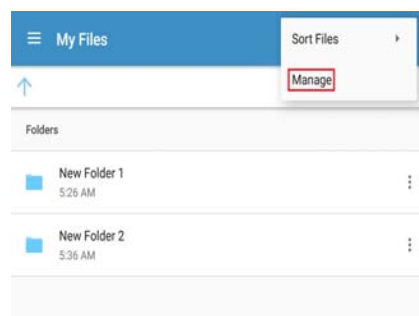 My Files
Sort Files
Manage
Folders
New Folder 1
5:26 AM
New Folder 2
5:36 AM